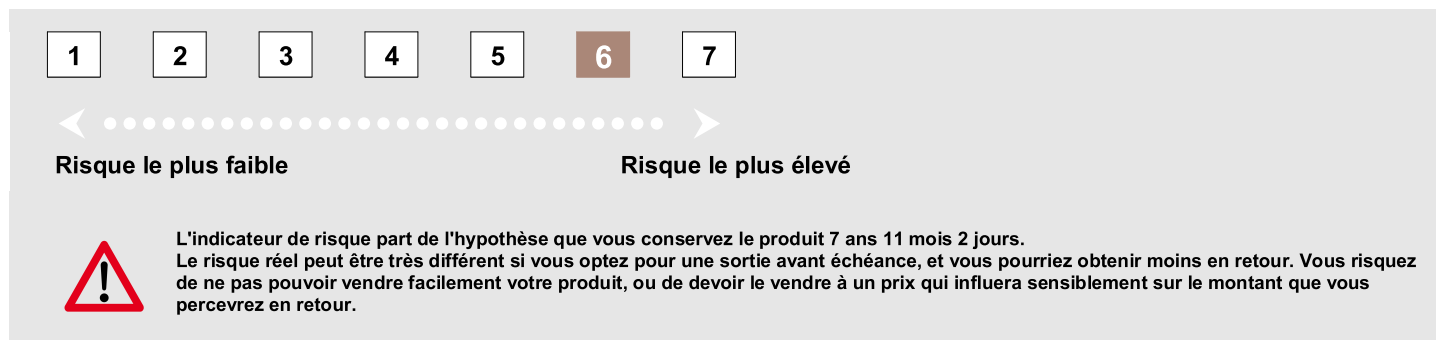 1 2 3 4 5 6 7
Risque le plus faible Risque le plus élevé
L'indicateur de risque part de l'hypothèse que vous conservez le produit 7 ans 11 mois 2 jours.
Le risque réel peut être très différent si vous optez pour une sortie avant échéance, et vous pourriez obtenir moins en retour. Vous risquez
de ne pas pouvoir vendre facilement votre produit, ou de devoir le vendre à un prix qui influera sensiblement sur le montant que vous
percevrez en retour.